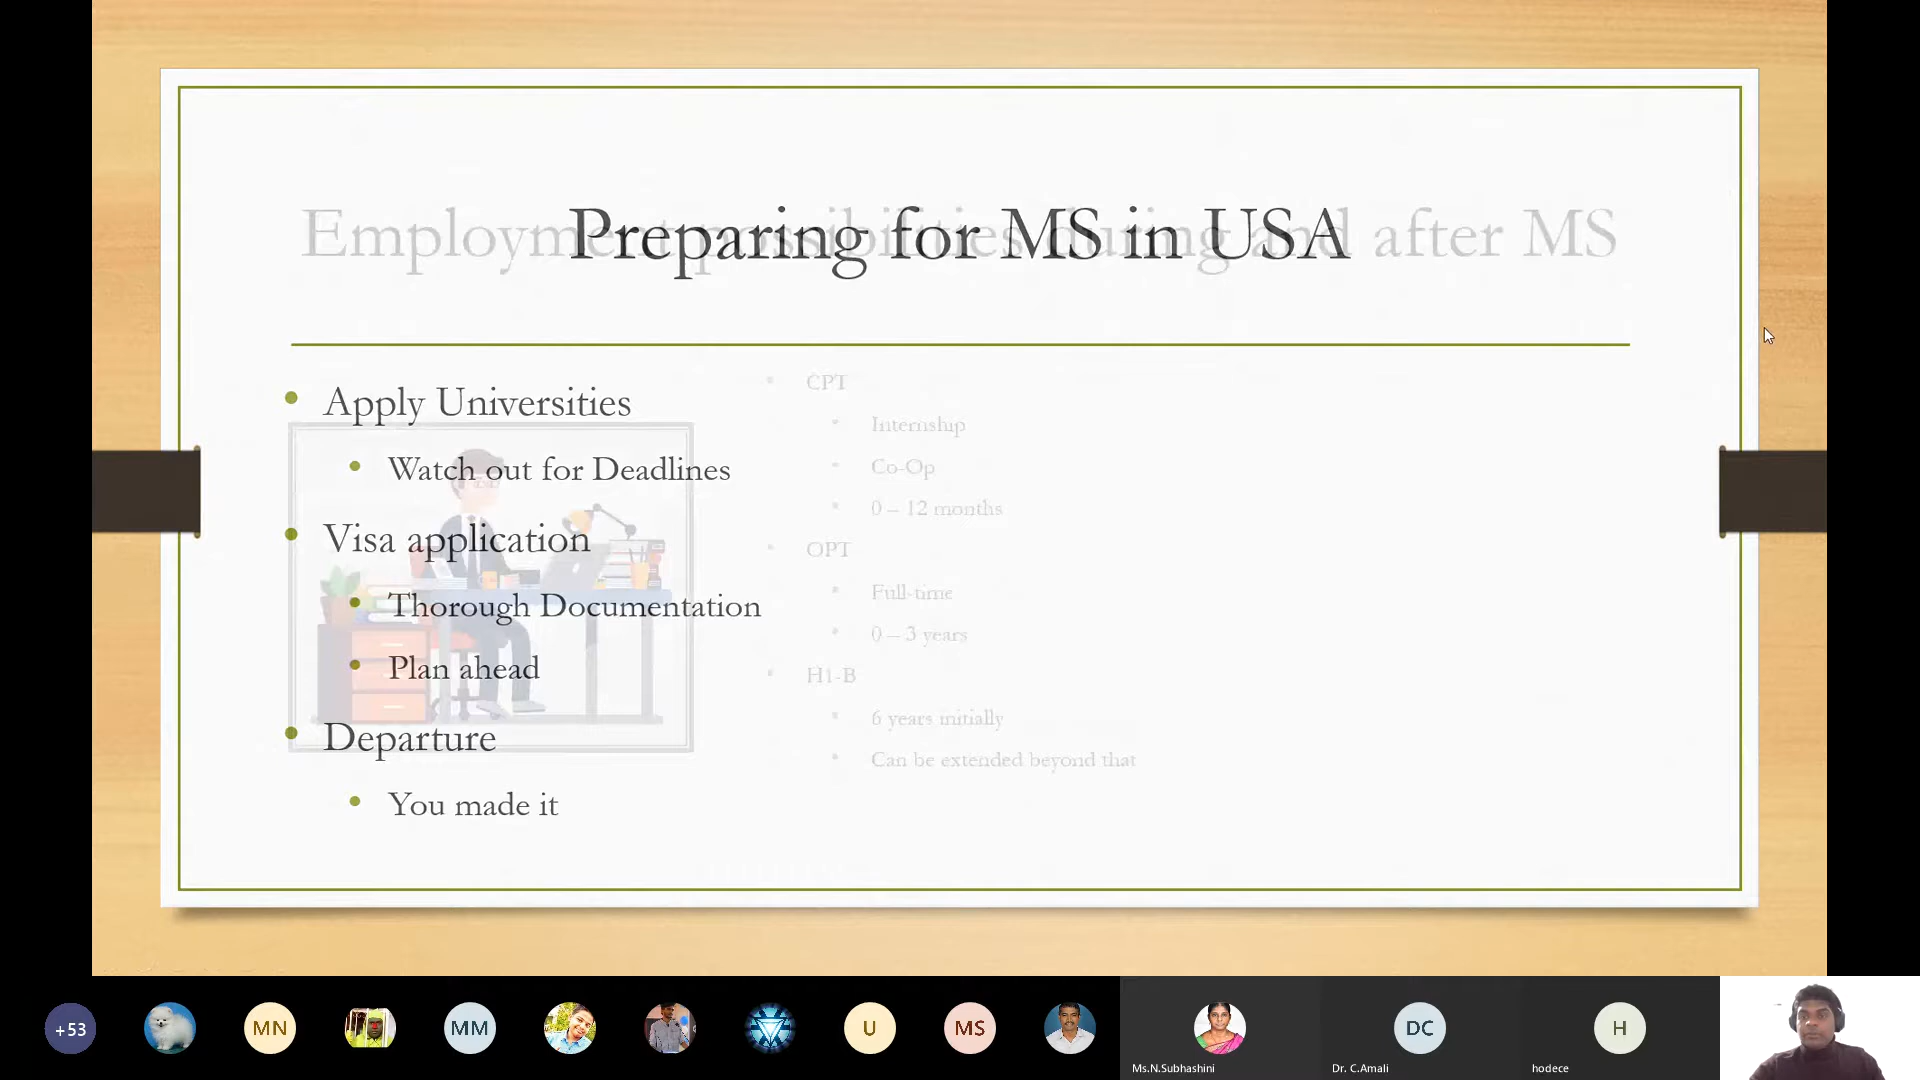 Employment possibilities during and after MS
Preparing for MS in USA
Apply Universities
Watch out for Deadlines
Visa application
Thorough Documentation
Plan ahead
Departure
You made it
CPT
Internship
Co-Op
0 – 12 months
OPT
Full-time
0 – 3 years
H1-B
6 years initially
Can be extended beyond that
+53
MN
MM
U
MS
Ms.N.Subhashini
DC
Dr. C.Amali
H
hodece